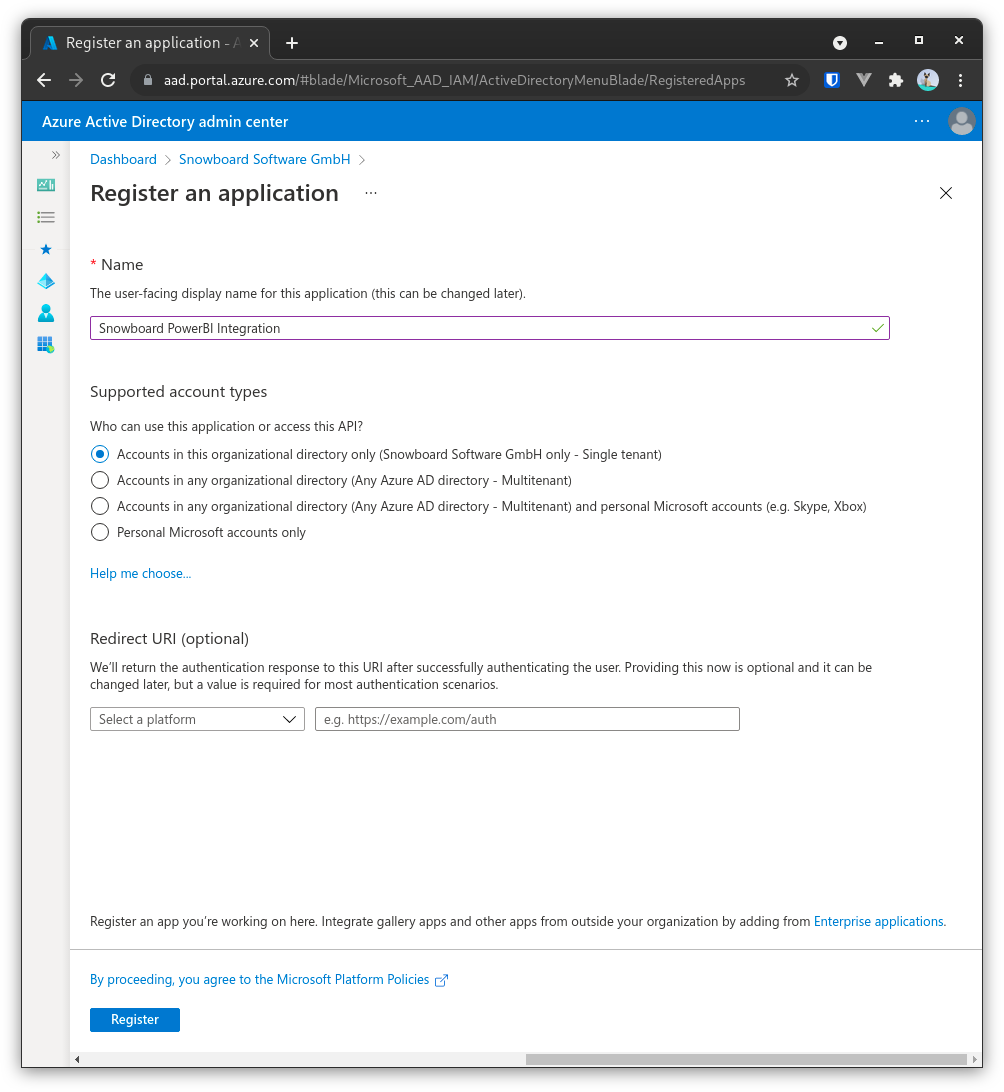 Register an application - A
aad.portal.azure.com/#blade/Microsoft_AAD_IAM/ActiveDirectoryMenuBlade/RegisteredApps
Azure Active Directory admin center
Dashboard > Snowboard Software GmbH >
Register an application ...
* Name
The user-facing display name for this application (this can be changed later).
Snowboard PowerBI Integration
Supported account types
Who can use this application or access this API?
Accounts in this organizational directory only (Snowboard Software GmbH only - Single tenant)
Accounts in any organizational directory (Any Azure AD directory - Multitenant)
Accounts in any organizational directory (Any Azure AD directory - Multitenant) and personal Microsoft accounts (e.g. Skype, Xbox)
Personal Microsoft accounts only
Help me choose...
Redirect URI (optional)
We'll return the authentication response to this URI after successfully authenticating the user. Providing this now is optional and it can be
changed later, but a value is required for most authentication scenarios.
Select a platform
e.g. https://example.com/auth
Register an app you're working on here. Integrate gallery apps and other apps from outside your organization by adding from Enterprise applications.
By proceeding, you agree to the Microsoft Platform Policies
Register